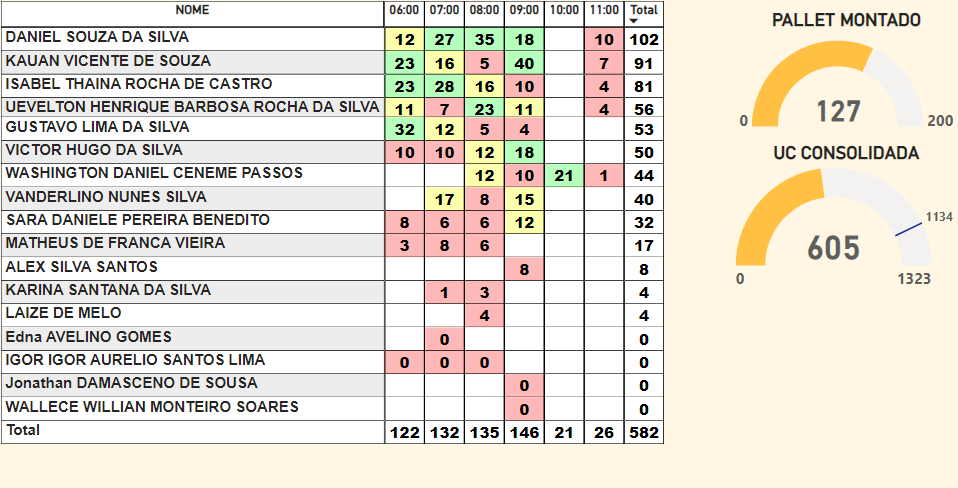 NOME 06:00 07:00 08:00 09:00 10:00 11:00 Total
DANIEL SOUZA DA SILVA 12 27 35 18 10 102
KAUAN VICENTE DE SOUZA 23 16 5 40 7 91
ISABEL THAINA ROCHA DE CASTRO 23 28 16 10 4 81
UEVELTON HENRIQUE BARBOSA ROCHA DA SILVA 11 7 23 11 4 56
GUSTAVO LIMA DA SILVA 32 12 5 4 53
VICTOR HUGO DA SILVA 10 10 12 18 50
WASHINGTON DANIEL CENEME PASSOS 12 10 21 1 44
VANDERLINO NUNES SILVA 17 8 15 40
SARA DANIELE PEREIRA BENEDITO 8 6 6 12 32
MATHEUS DE FRANCA VIEIRA 3 8 6 17
ALEX SILVA SANTOS 8 8
KARINA SANTANA DA SILVA 1 3 4
LAIZE DE MELO 4 4
Edna AVELINO GOMES 0 0
IGOR IGOR AURELIO SANTOS LIMA 0 0 0 0
Jonathan DAMASCENO DE SOUSA 0 0
WALLECE WILLIAN MONTEIRO SOARES 0 0
Total 122 132 135 146 21 26 582
PALLET MONTADO
127
0 200
UC CONSOLIDADA
1134
605
0 1323